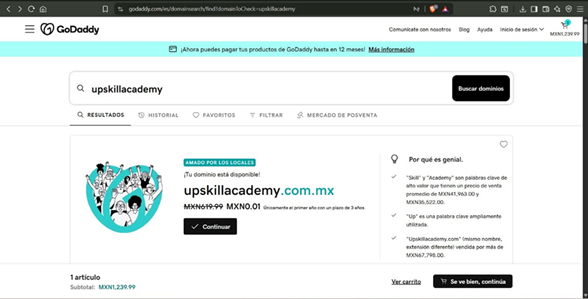 godaddy.com/es/domainsearch/find?domainToCheck=upskillacademy
GoDaddy
Comunícate con nosotros
Blog
Ayuda
Inicio de sesión
MXN1,239.99
¡Ahora puedes pagar tus productos de GoDaddy hasta en 12 meses! Más información
upskillacademy
Buscar dominios
RESULTADOS
HISTORIAL
FAVORITOS
FILTRAR
MERCADO DE POSVENTA
AMADO POR LOS LOCALES
¡Tu dominio está disponible!
upskillacademy.com.mx
MXN619.99 MXN0.01 Únicamente el primer año con un plazo de 3 años
Continuar
Por qué es genial.
"Skill" y "Academy" son palabras clave de
alto valor que tienen un precio de venta
promedio de MXN41,963.00 y
MXN35,522.00.
"Up" es una palabra clave ampliamente
utilizada.
"Upskillacademy.com" (mismo nombre,
extensión diferente) vendida por más de
MXN67,798.00.
1 artículo
Subtotal: MXN1,239.99
Ver carrito
Se ve bien, continúa